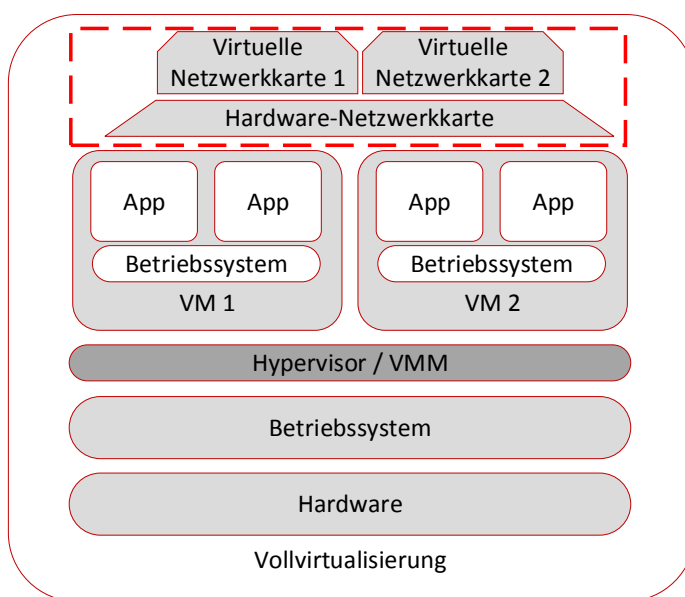 Virtuelle
Netzwerkkarte 1
Virtuelle
Netzwerkkarte 2
Hardware-Netzwerkkarte
App
App
Betriebssystem
VM 1
App
App
Betriebssystem
VM 2
Hypervisor / VMM
Betriebssystem
Hardware
Vollvirtualisierung